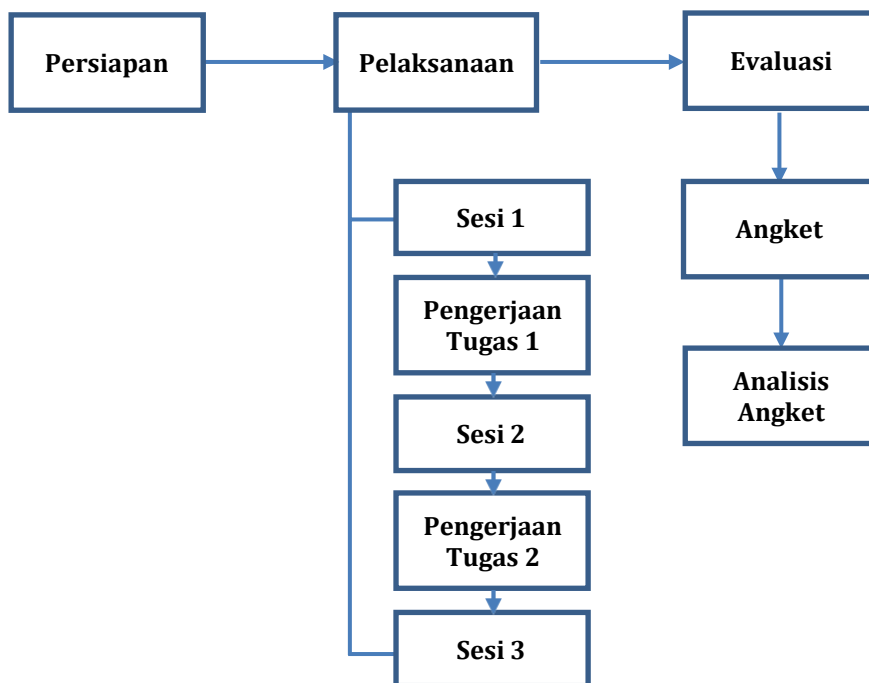 Persiapan
Pelaksanaan
Evaluasi
Sesi 1
Angket
Pengerjaan
Tugas 1
Analisis
Angket
Sesi 2
Pengerjaan
Tugas 2
Sesi 3